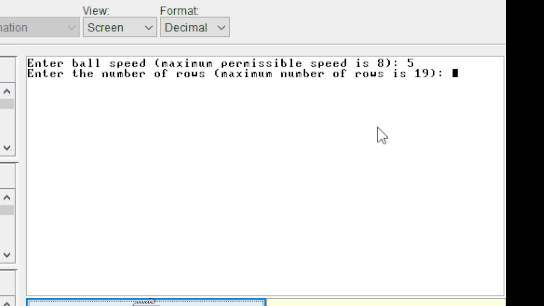 View:
Format:
Screen
Decimal
Enter ball speed (maximum permissible speed is 8): 5
Enter the number of rows (maximum number of rows is 19):